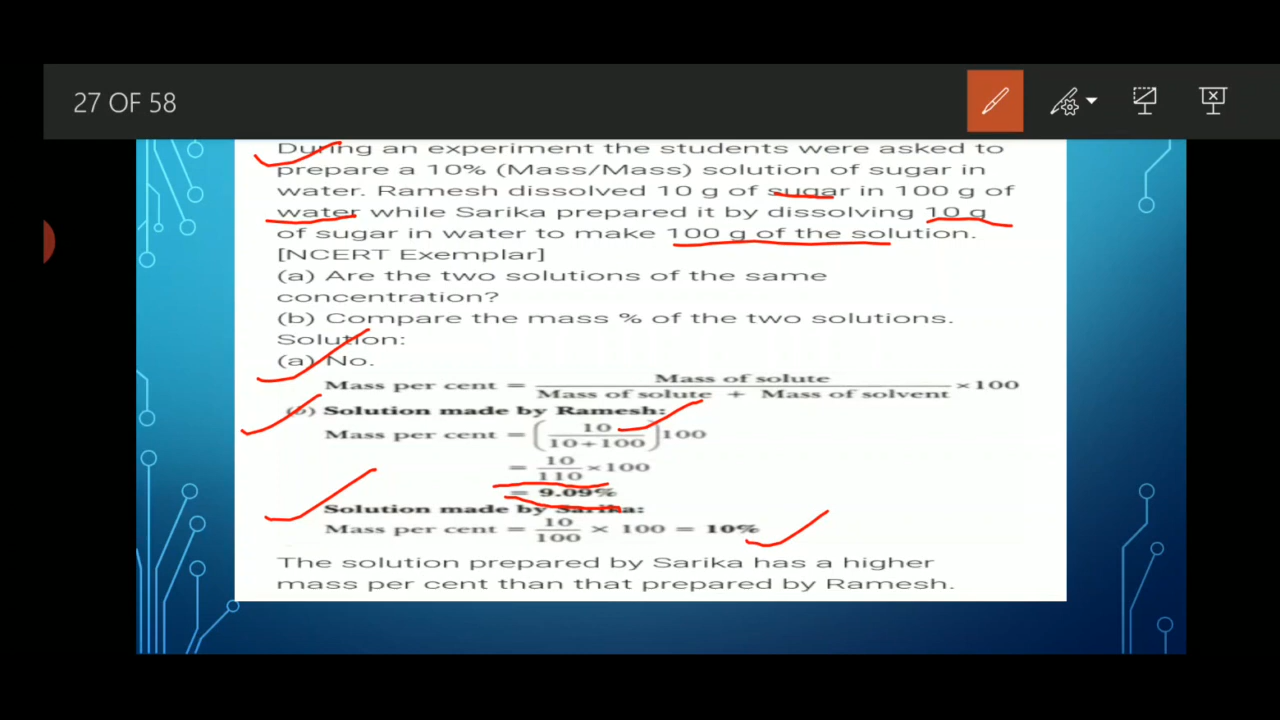 27 OF 58
During an experiment the students were asked to
prepare a 10% (Mass/Mass) solution of sugar in
water. Ramesh dissolved 10 g of sugar in 100 g of
water while Sarika prepared it by dissolving 10 g
of sugar in water to make 100 g of the solution.
[NCERT Exemplar]
(a) Are the two solutions of the same
concentration?
(b) Compare the mass % of the two solutions.
Solution:
(a) No.
Mass per cent = Mass of solute / Mass of solute + Mass of solvent × 100
(b) Solution made by Ramesh:
Mass per cent = (10 / 10+100) 100
= 10/110 × 100
= 9.09%
Solution made by Sarika:
Mass per cent = 10/100 × 100 = 10%
The solution prepared by Sarika has a higher
mass per cent than that prepared by Ramesh.